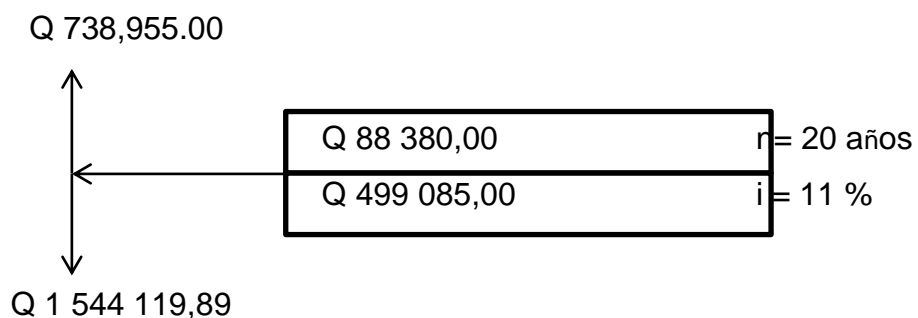 Q 738,955.00
Q 88 380,00 n= 20 años
Q 499 085,00 i = 11 %
Q 1 544 119,89